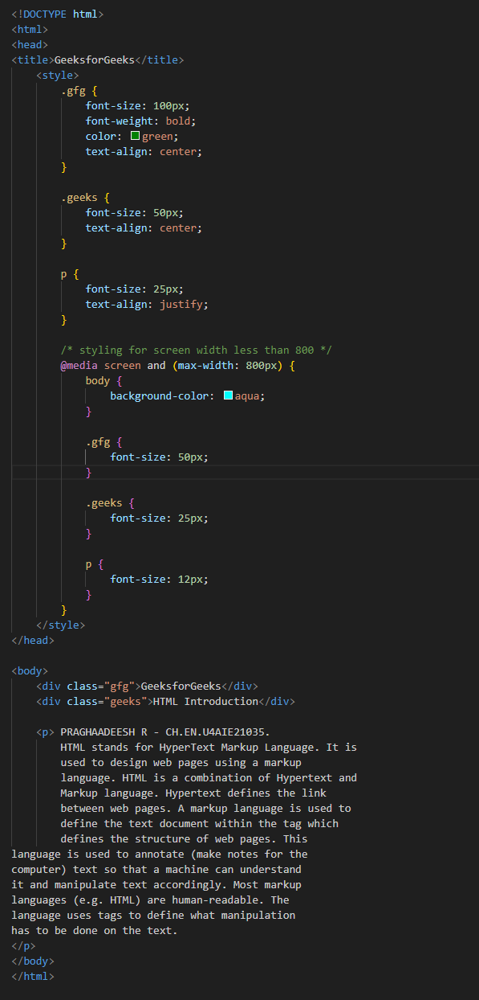 <!DOCTYPE html>
<html>
<head>
<title>GeeksforGeeks</title>
    <style>
        .gfg {
            font-size: 100px;
            font-weight: bold;
            color: green;
            text-align: center;
        }

        .geeks {
            font-size: 50px;
            text-align: center;
        }

        p {
            font-size: 25px;
            text-align: justify;
        }

        /* styling for screen width less than 800 */
        @media screen and (max-width: 800px) {
            body {
                background-color: aqua;
            }

            .gfg {
                font-size: 50px;
            }

            .geeks {
                font-size: 25px;
            }

            p {
                font-size: 12px;
            }
        }
    </style>
</head>

<body>
    <div class="gfg">GeeksforGeeks</div>
    <div class="geeks">HTML Introduction</div>

    <p> PRAGHAADEESH R - CH.EN.U4AIE21035.
        HTML stands for HyperText Markup Language. It is
        used to design web pages using a markup
        language. HTML is a combination of Hypertext and
        Markup language. Hypertext defines the link
        between web pages. A markup language is used to
        define the text document within the tag which
        defines the structure of web pages. This
language is used to annotate (make notes for the
computer) text so that a machine can understand
it and manipulate text accordingly. Most markup
languages (e.g. HTML) are human-readable. The
language uses tags to define what manipulation
has to be done on the text.
</p>
</body>
</html>